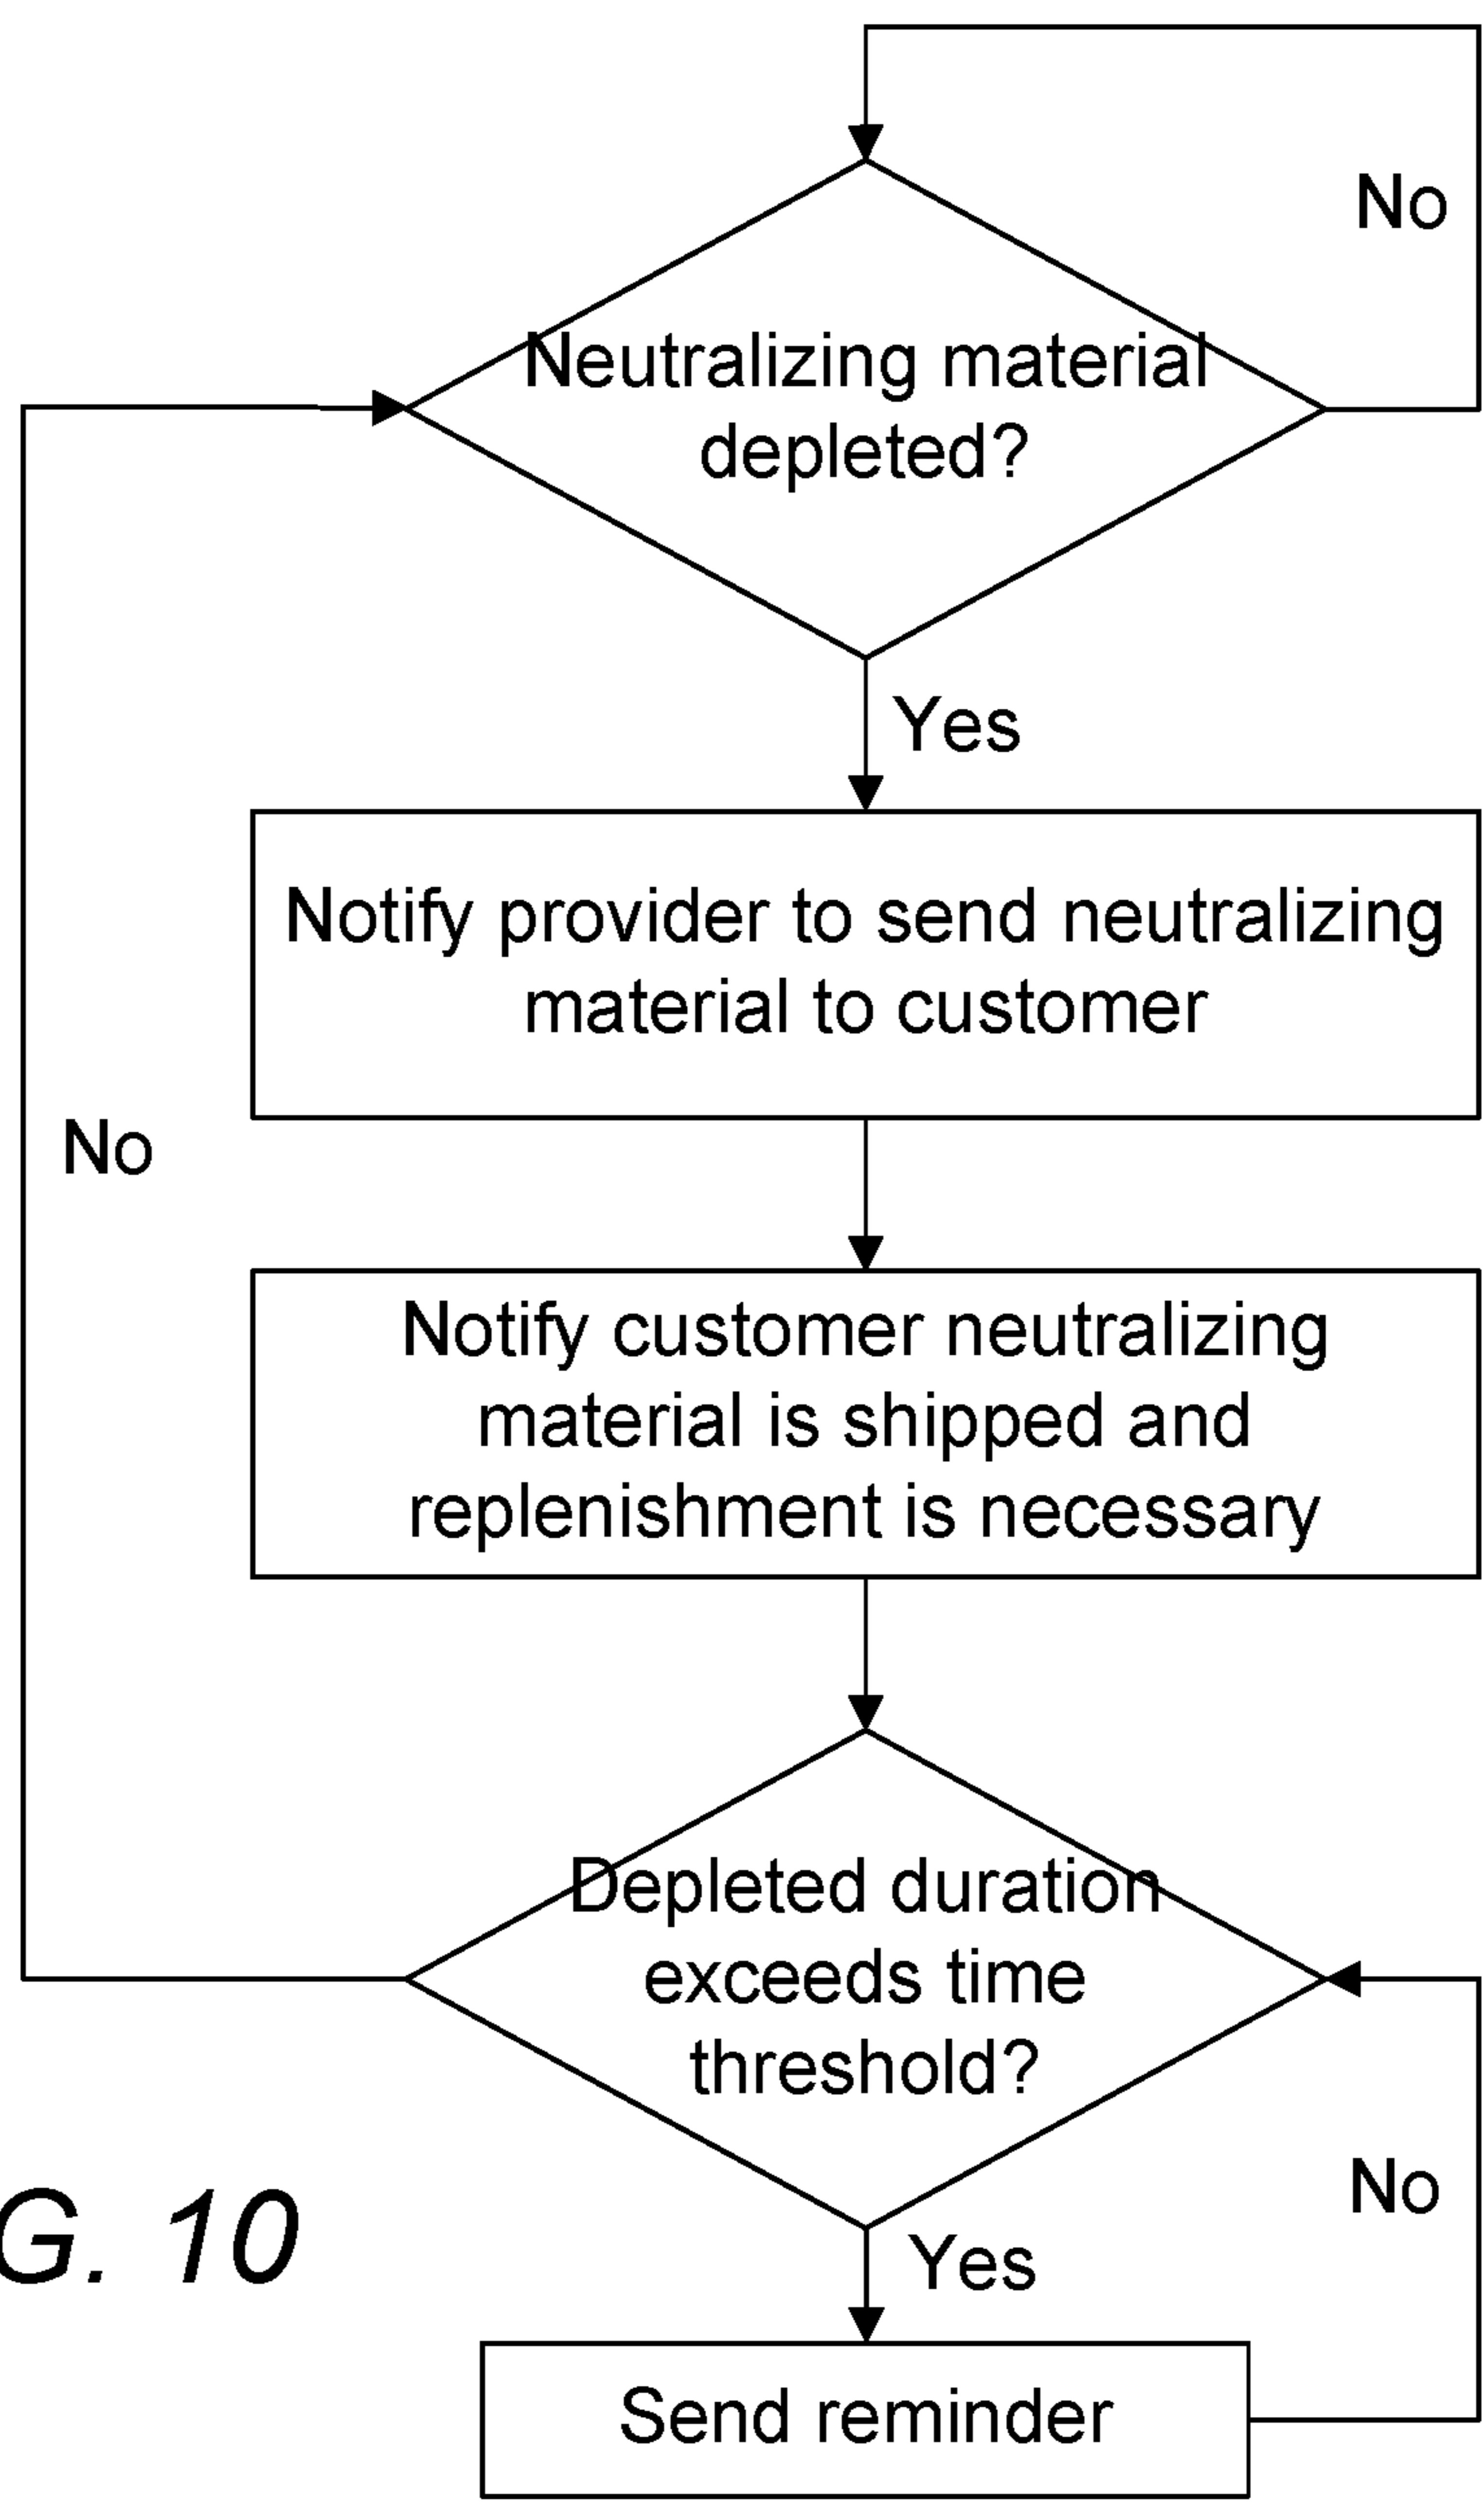 No
Neutralizing material
depleted?
Yes
Notify provider to send neutralizing
material to customer
No
Notify customer neutralizing
material is shipped and
replenishment is necessary
Depleted duration
exceeds time
threshold?
No
G. 10
Yes
Send reminder